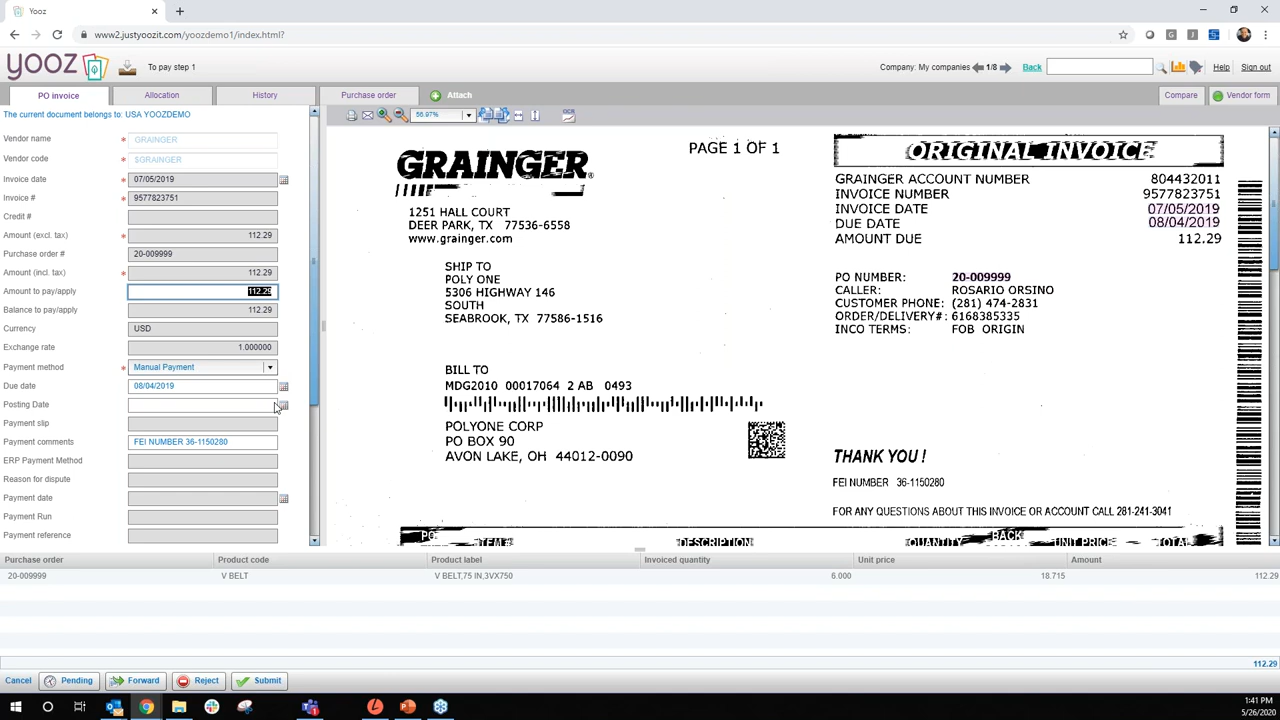 Yooz
www2.justyoozit.com/yoozdemo1/index.html?
yooz
To pay step 1
Company: My companies
1/8
Back
Help
Sign out
PO invoice
Allocation
History
Purchase order
Attach
Compare
Vendor form
The current document belongs to: USA YOOZDEMO
56.97%
OCR
Vendor name * GRAINGER
Vendor code * $GRAINGER
Invoice date * 07/05/2019
Invoice # * 9577823751
Credit #
Amount (excl. tax) * 112.29
Purchase order # 20-009999
Amount (incl. tax) * 112.29
Amount to pay/apply 112.29
Balance to pay/apply 112.29
Currency USD
Exchange rate 1.000000
Payment method * Manual Payment
Due date 08/04/2019
Posting Date
Payment slip
Payment comments FEI NUMBER 36-1150280
ERP Payment Method
Reason for dispute
Payment date
Payment Run
Payment reference
GRAINGER®
PAGE 1 OF 1
ORIGINAL INVOICE
1251 HALL COURT
DEER PARK, TX 77536-6558
www.grainger.com
GRAINGER ACCOUNT NUMBER 804432011
INVOICE NUMBER 9577823751
INVOICE DATE 07/05/2019
DUE DATE 08/04/2019
AMOUNT DUE 112.29
SHIP TO
POLY ONE
5306 HIGHWAY 146
SOUTH
SEABROOK, TX 77586-1516
PO NUMBER: 20-009999
CALLER: ROSARIO ORSINO
CUSTOMER PHONE: (281) 474-2831
ORDER/DELIVERY#: 6168385335
INCO TERMS: FOB ORIGIN
BILL TO
MDG2010 00017064 2 AB 0493
POLYONE CORP
PO BOX 90
AVON LAKE, OH 44012-0090
THANK YOU !
FEI NUMBER 36-1150280
FOR ANY QUESTIONS ABOUT THIS INVOICE OR ACCOUNT CALL 281-241-3041
PO ITEM # DESCRIPTION QUANTITY BACK UNIT PRICE TOTAL
Purchase order Product code Product label Invoiced quantity Unit price Amount
20-009999 V BELT V BELT,75 IN,3VX750 6.000 18.715 112.29
112.29
Cancel Pending Forward Reject Submit
1:41 PM
5/26/2020